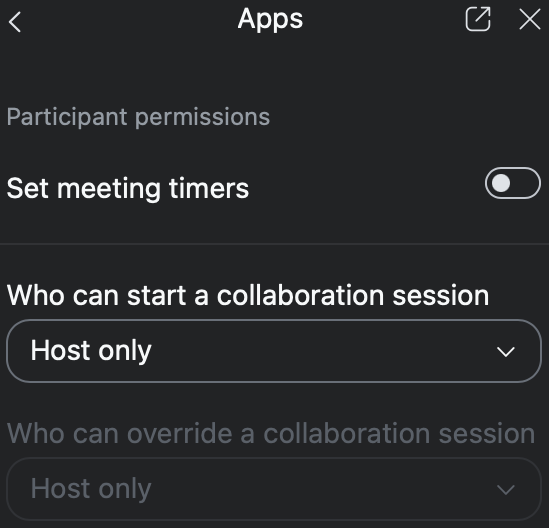 Apps
Participant permissions
Set meeting timers
Who can start a collaboration session
Host only
Who can override a collaboration session
Host only